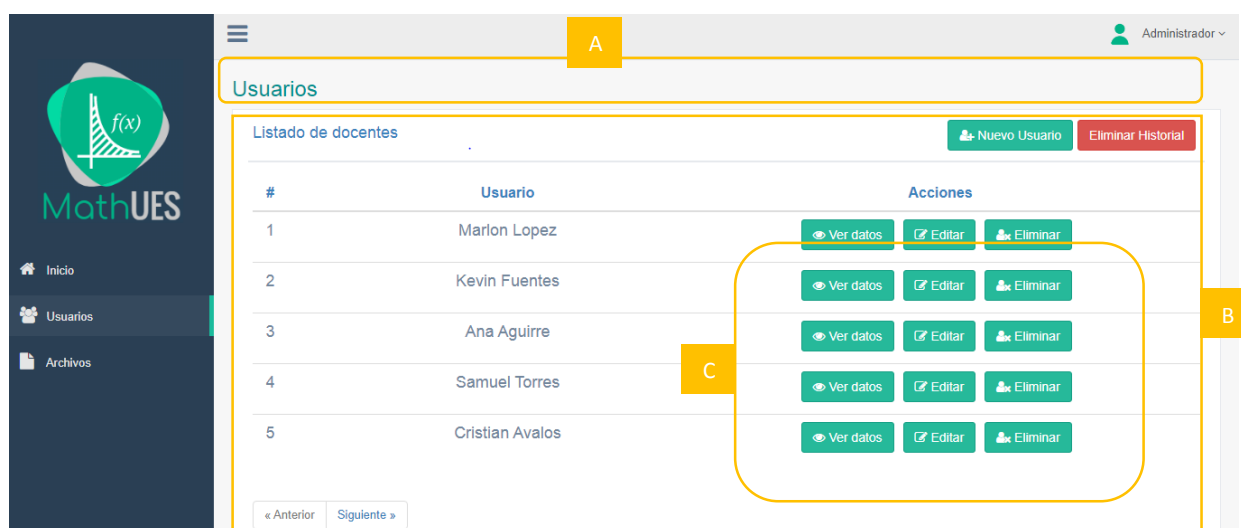 A
Administrador
Usuarios
f(x)
MathUES
Listado de docentes
Nuevo Usuario
Eliminar Historial
# Usuario Acciones
1 Marlon Lopez Ver datos Editar Eliminar
Inicio
2 Kevin Fuentes Ver datos Editar Eliminar
Usuarios
B
3 Ana Aguirre Ver datos Editar Eliminar
Archivos
C
4 Samuel Torres Ver datos Editar Eliminar
5 Cristian Avalos Ver datos Editar Eliminar
« Anterior Siguiente »